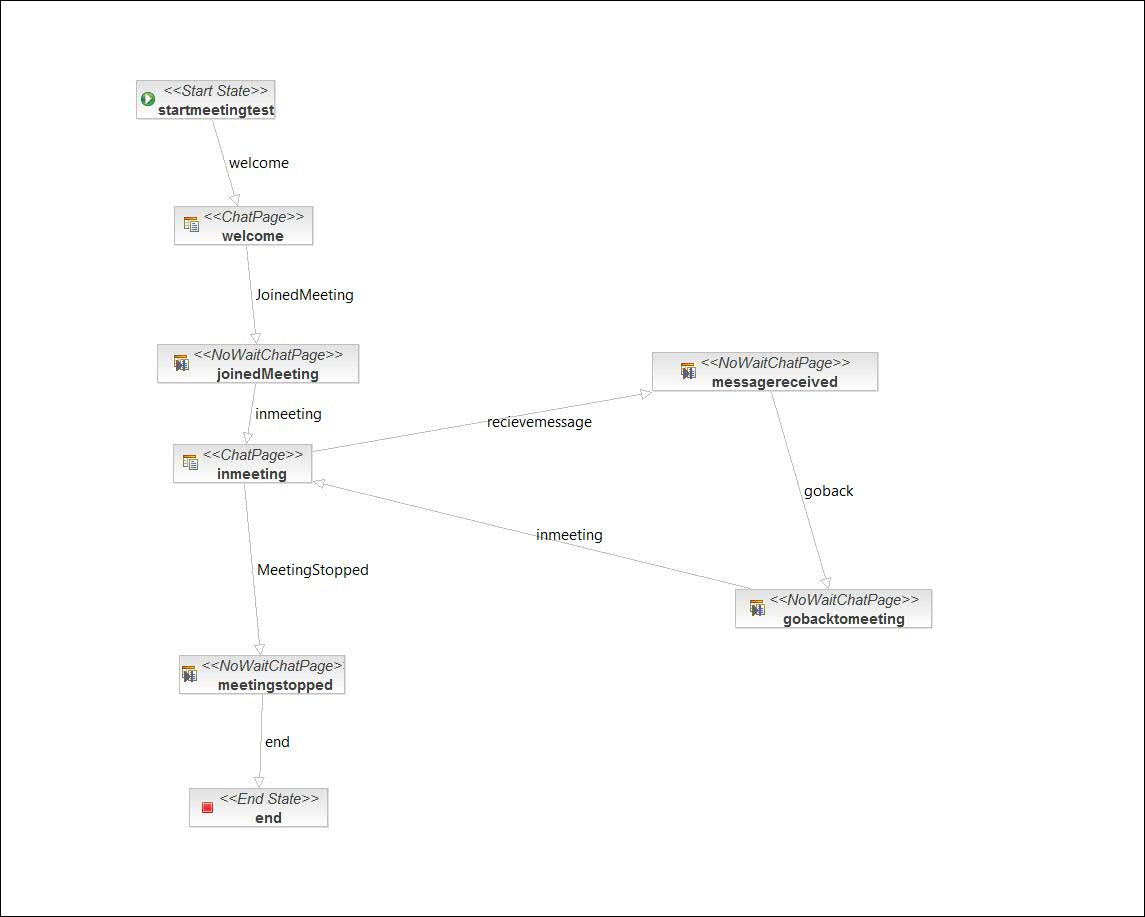 <<Start State>>
startmeetingtest
welcome
<<ChatPage>>
welcome
JoinedMeeting
<<NoWaitChatPage>>
joinedMeeting
<<NoWaitChatPage>>
messagereceived
inmeeting
recievemessage
<<ChatPage>>
inmeeting
goback
inmeeting
MeetingStopped
<<NoWaitChatPage>>
gobacktomeeting
<<NoWaitChatPage>
meetingstopped
end
<<End State>>
end